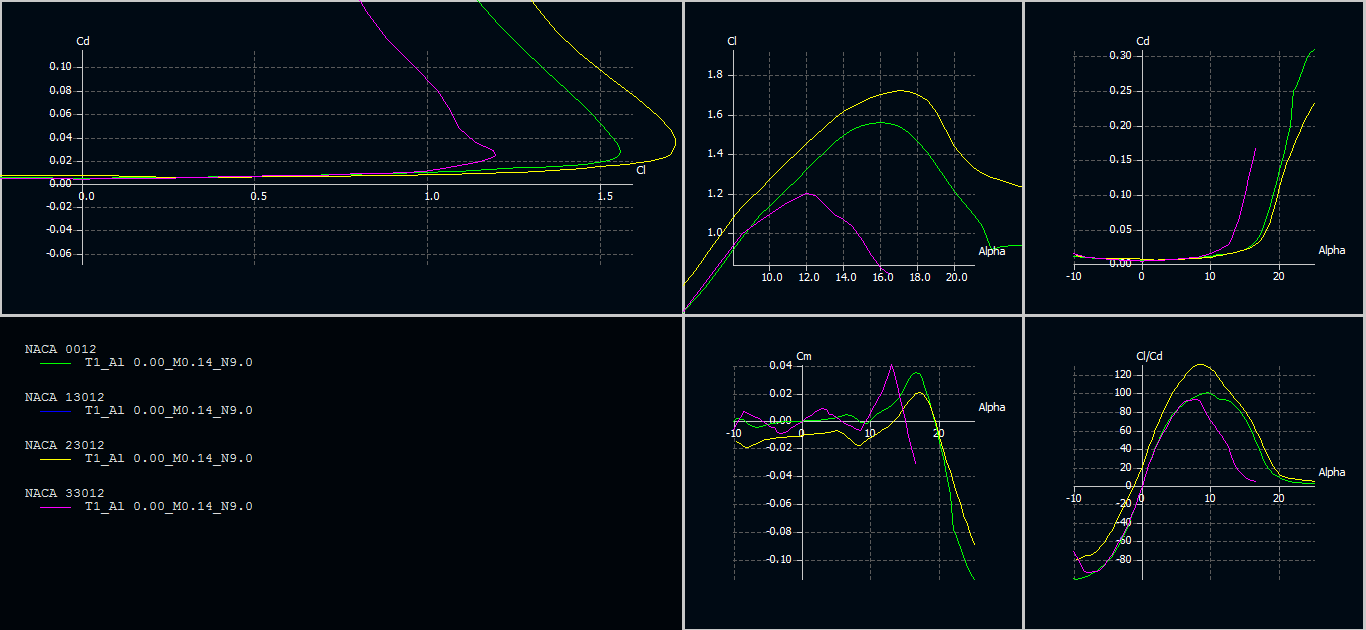 Cd
0.10
0.08
0.06
0.04
0.02
0.00
-0.02
-0.04
-0.06
0.0 0.5 1.0 1.5
Cl
Cl
1.8
1.6
1.4
1.2
1.0
10.0 12.0 14.0 16.0 18.0 20.0
Alpha
Cd
0.30
0.25
0.20
0.15
0.10
0.05
0.00
-10 0 10 20
Alpha
NACA 0012
T1_Al 0.00_M0.14_N9.0
NACA 13012
T1_Al 0.00_M0.14_N9.0
NACA 23012
T1_Al 0.00_M0.14_N9.0
NACA 33012
T1_Al 0.00_M0.14_N9.0
Cm
0.04
0.02
0.00
-0.02
-0.04
-0.06
-0.08
-0.10
-10 0 10 20
Alpha
Cl/Cd
120
100
80
60
40
20
0
-20
-40
-60
-80
-10 0 10 20
Alpha